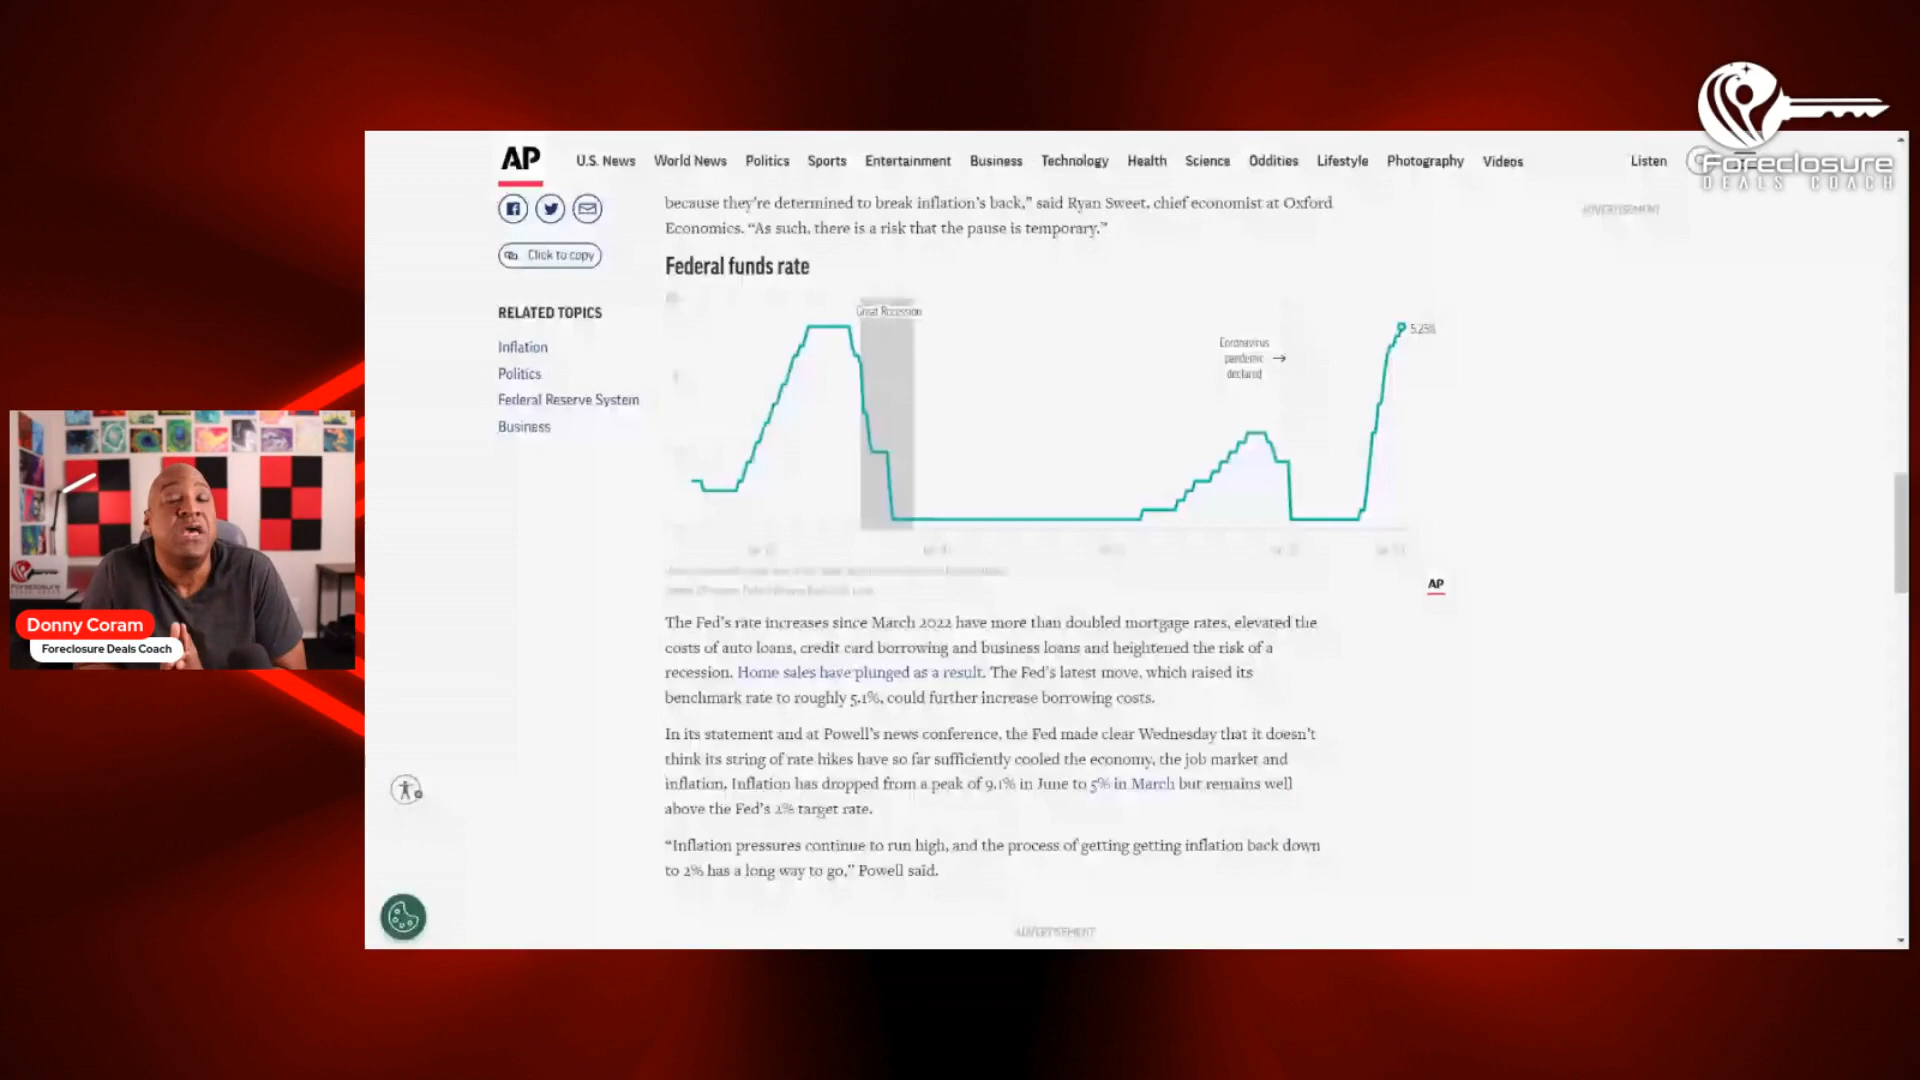 Foreclosure
DEALS COACH
AP
U.S. News World News Politics Sports Entertainment Business Technology Health Science Oddities Lifestyle Photography Videos Listen
ADVERTISEMENT
because they’re determined to break inflation’s back,” said Ryan Sweet, chief economist at Oxford
Economics. “As such, there is a risk that the pause is temporary.”
Click to copy
Federal funds rate
RELATED TOPICS
Inflation
Politics
Federal Reserve System
Business
Great Recession
5.25%
Coronavirus
pandemic →
declared
AP
The Fed’s rate increases since March 2022 have more than doubled mortgage rates, elevated the
costs of auto loans, credit card borrowing and business loans and heightened the risk of a
recession. Home sales have plunged as a result. The Fed’s latest move, which raised its
benchmark rate to roughly 5.1%, could further increase borrowing costs.
In its statement and at Powell’s news conference, the Fed made clear Wednesday that it doesn’t
think its string of rate hikes have so far sufficiently cooled the economy, the job market and
inflation. Inflation has dropped from a peak of 9.1% in June to 5% in March but remains well
above the Fed’s 2% target rate.
“Inflation pressures continue to run high, and the process of getting getting inflation back down
to 2% has a long way to go,” Powell said.
ADVERTISEMENT
Foreclosure
Donny Coram
Foreclosure Deals Coach